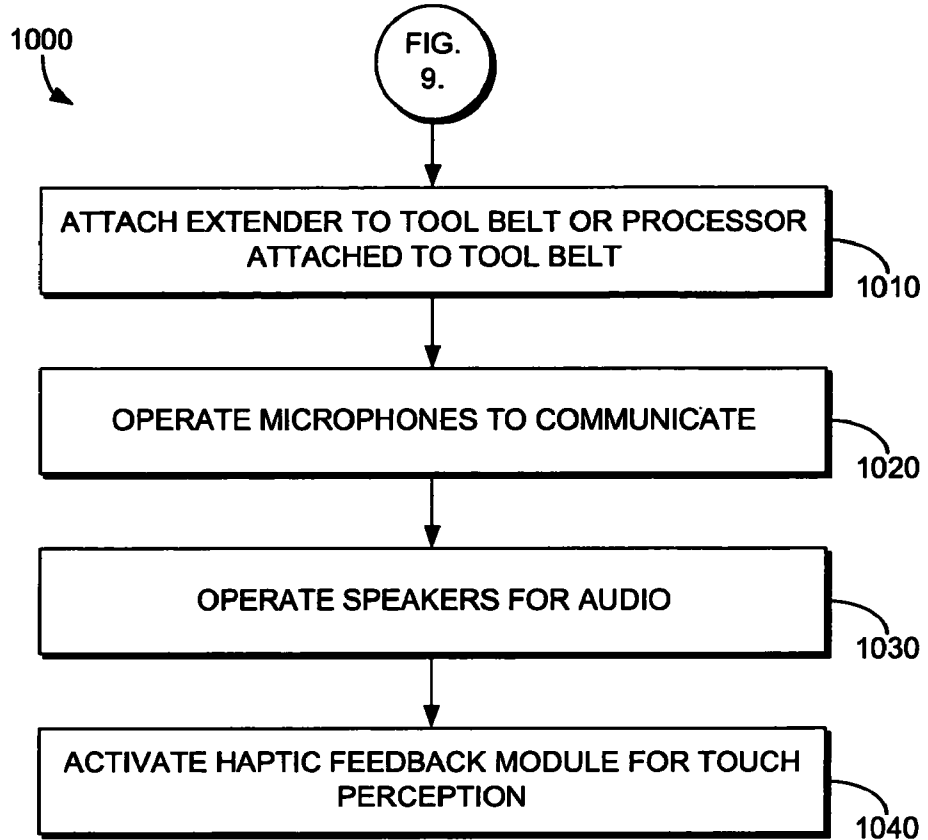 1000
FIG.
9.
ATTACH EXTENDER TO TOOL BELT OR PROCESSOR
ATTACHED TO TOOL BELT
1010
OPERATE MICROPHONES TO COMMUNICATE
1020
OPERATE SPEAKERS FOR AUDIO
1030
ACTIVATE HAPTIC FEEDBACK MODULE FOR TOUCH
PERCEPTION
1040